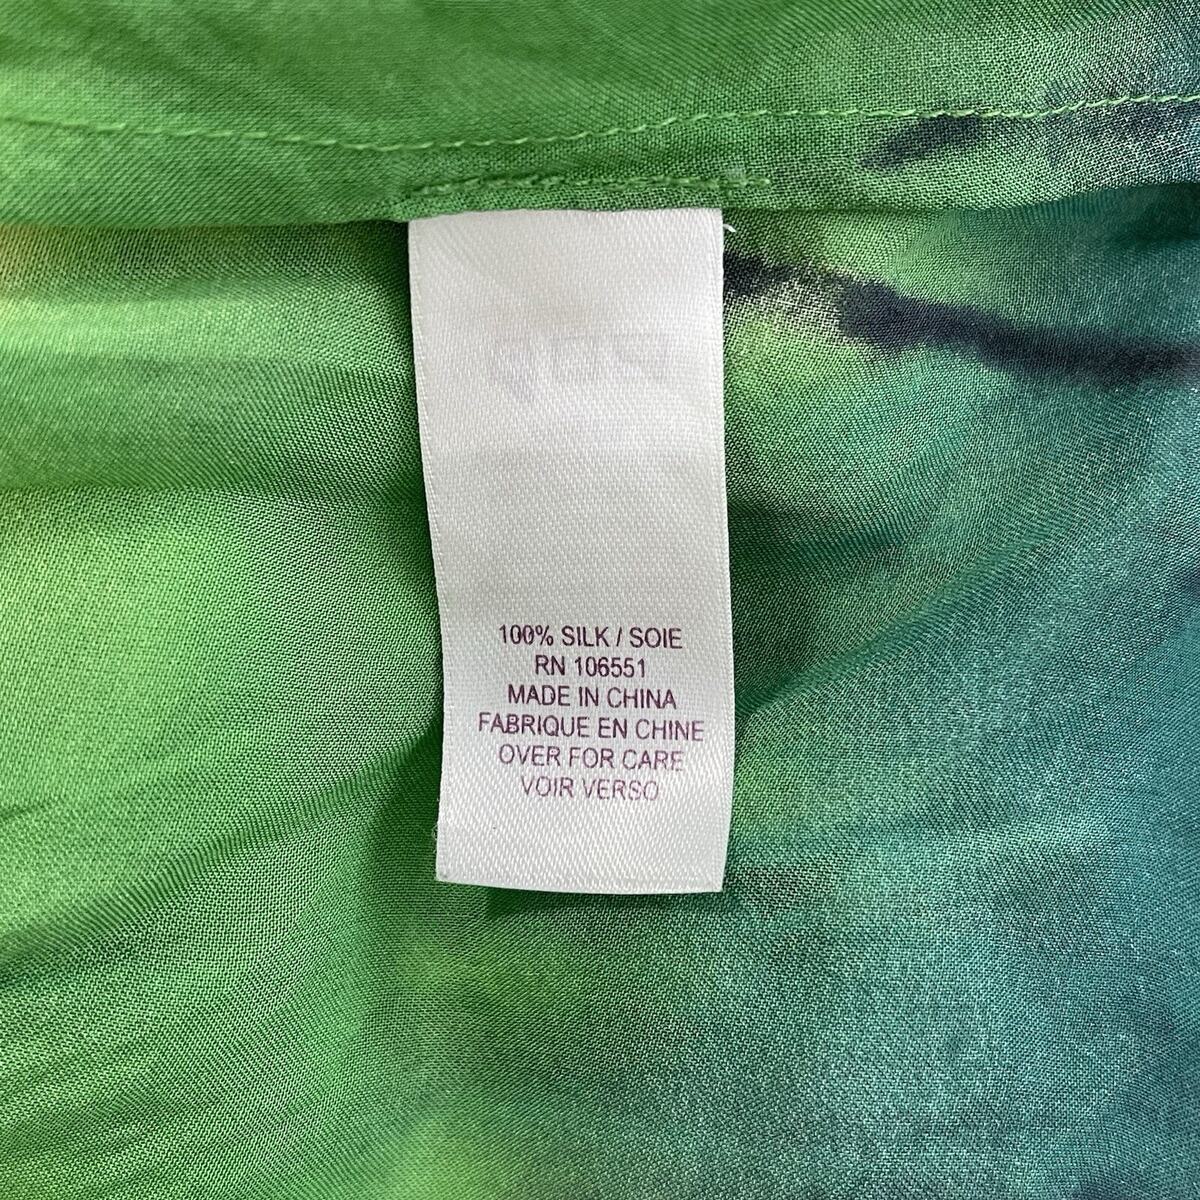 100% SILK / SOIE
RN 106551
MADE IN CHINA
FABRIQUE EN CHINE
OVER FOR CARE
VOIR VERSO